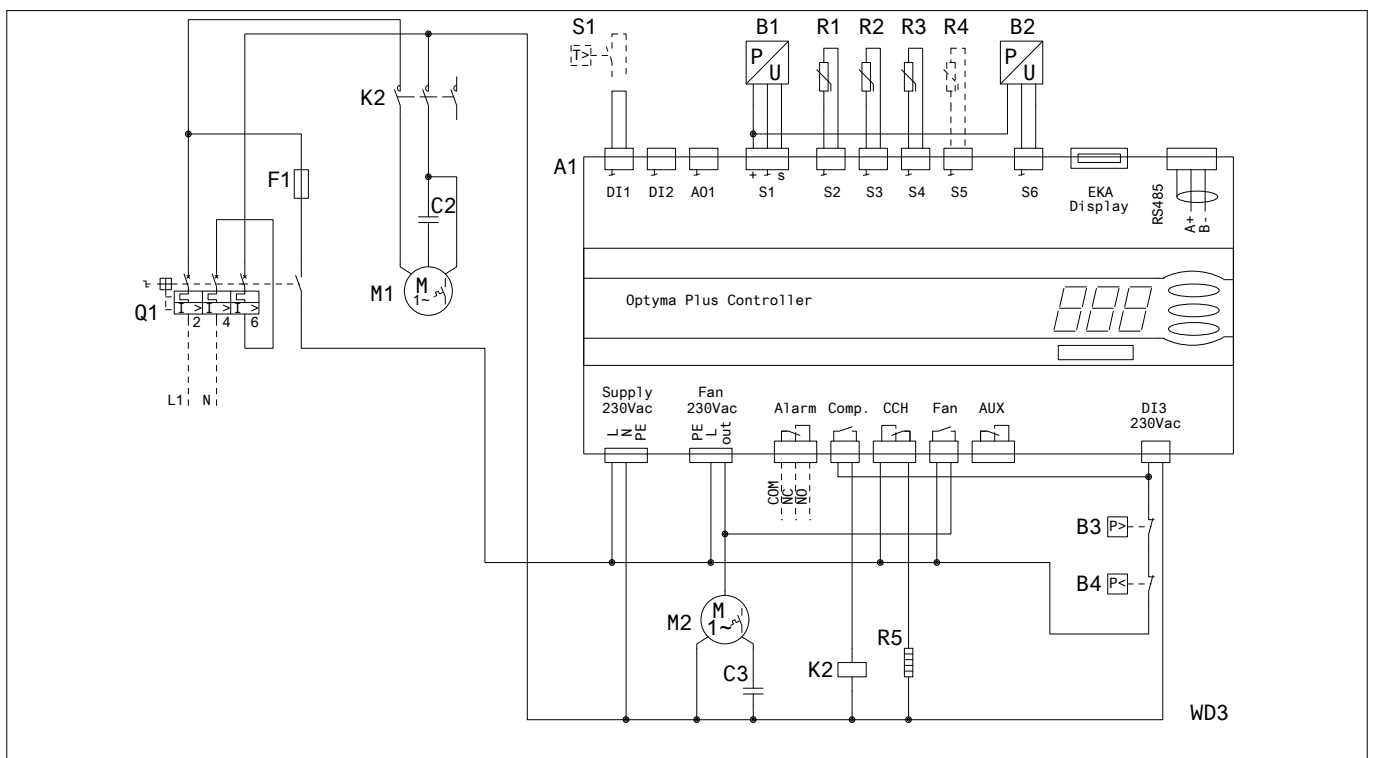 S1 B1 R1 R2 R3 R4 B2
T> P U P U
K2
A1
+ s
DI1 DI2 AO1 S1 S2 S3 S4 S5 S6 EKA Display RS485 A+ B-
F1
C2
M1 M 1~
Q1
I > I > I >
2 4 6
L1 N
Optyma Plus Controller
Supply 230Vac
Fan 230Vac
Alarm Comp. CCH Fan AUX
DI3 230Vac
L N PE
PE L out
COM NC NO
B3 P>
B4 P<
M2 M 1~
C3
K2
R5
WD3